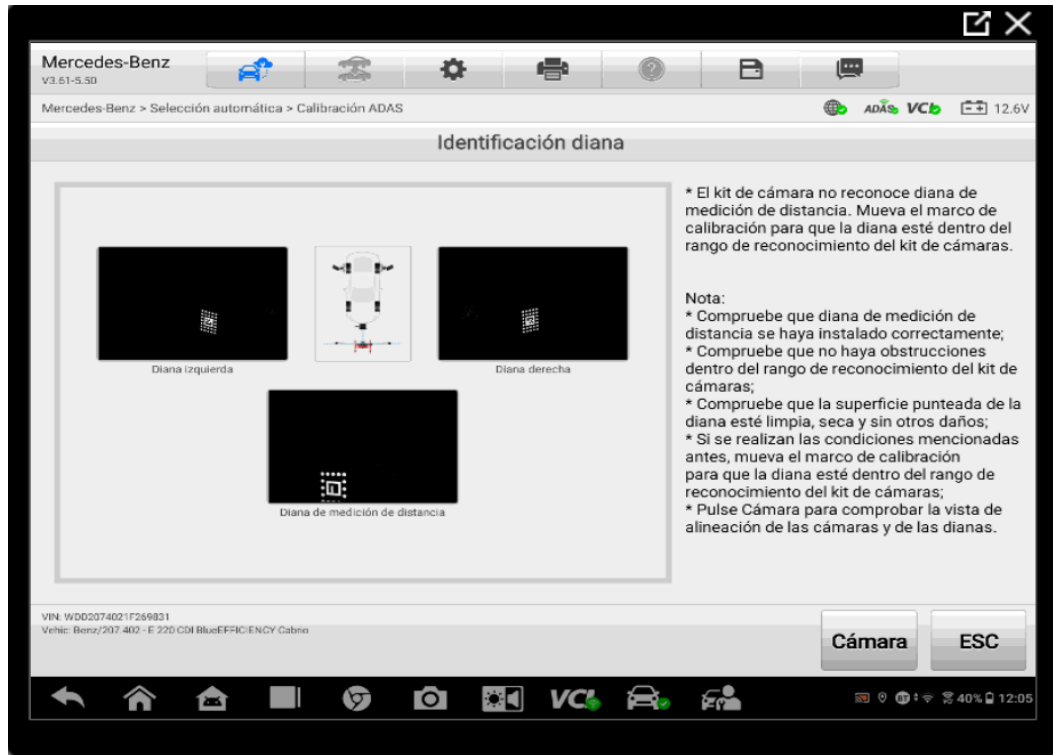 Mercedes-Benz
V3.61-5.50
Mercedes-Benz > Selección automática > Calibración ADAS
ADAS VCI 12.6V
Identificación diana
* El kit de cámara no reconoce diana de
medición de distancia. Mueva el marco de
calibración para que la diana esté dentro del
rango de reconocimiento del kit de cámaras.
Nota:
* Compruebe que diana de medición de
distancia se haya instalado correctamente;
* Compruebe que no haya obstrucciones
dentro del rango de reconocimiento del kit de
cámaras;
* Compruebe que la superficie punteada de la
diana esté limpia, seca y sin otros daños;
* Si se realizan las condiciones mencionadas
antes, mueva el marco de calibración
para que la diana esté dentro del rango de
reconocimiento del kit de cámaras;
* Pulse Cámara para comprobar la vista de
alineación de las cámaras y de las dianas.
Diana izquierda
Diana derecha
Diana de medición de distancia
VIN: WDD2074021F269831
Vehic: Benz/207.402 - E 220 CDI BlueEFFICIENCY Cabrio
Cámara
ESC
VCI
BT 40% 12:05